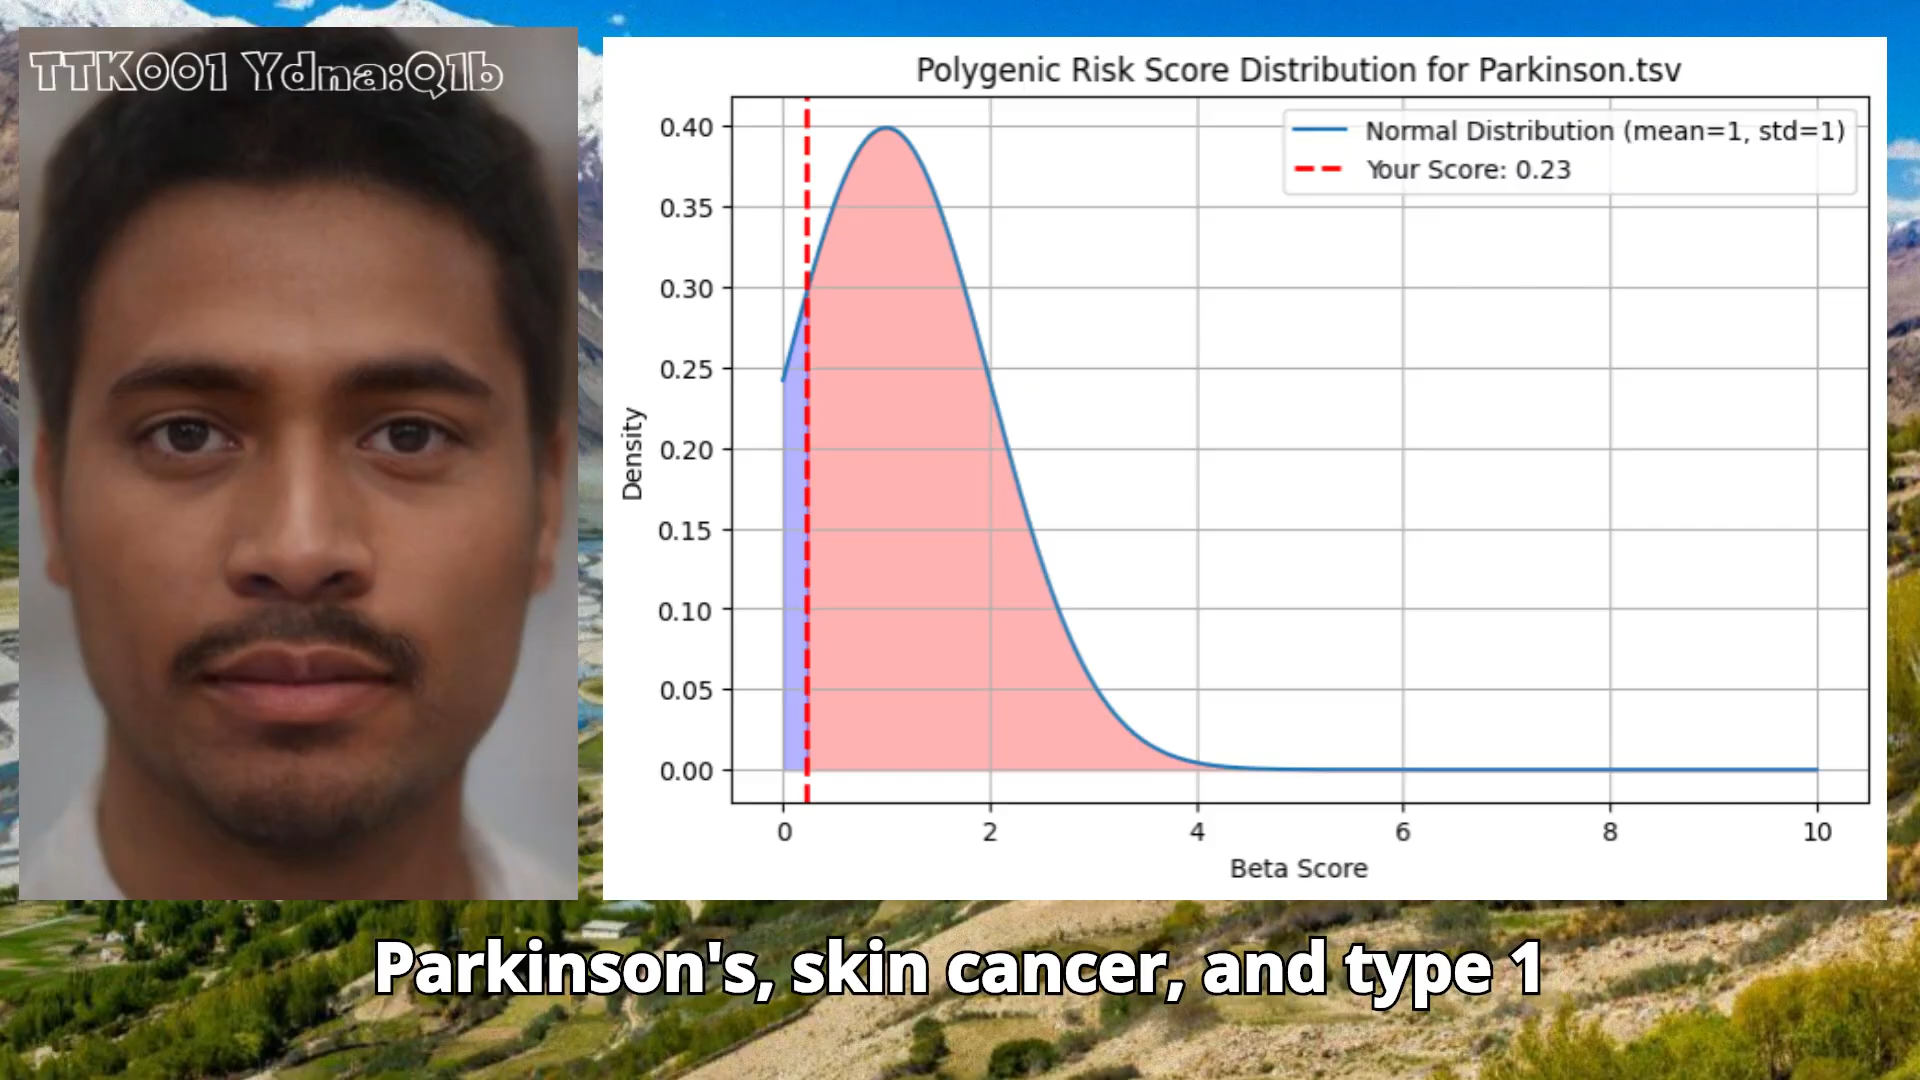 TTK001 Ydna:Q1b
Polygenic Risk Score Distribution for Parkinson.tsv
Normal Distribution (mean=1, std=1)
Your Score: 0.23
0.40
0.35
0.30
0.25
0.20
0.15
0.10
0.05
0.00
Density
0 2 4 6 8 10
Beta Score
Parkinson's, skin cancer, and type 1